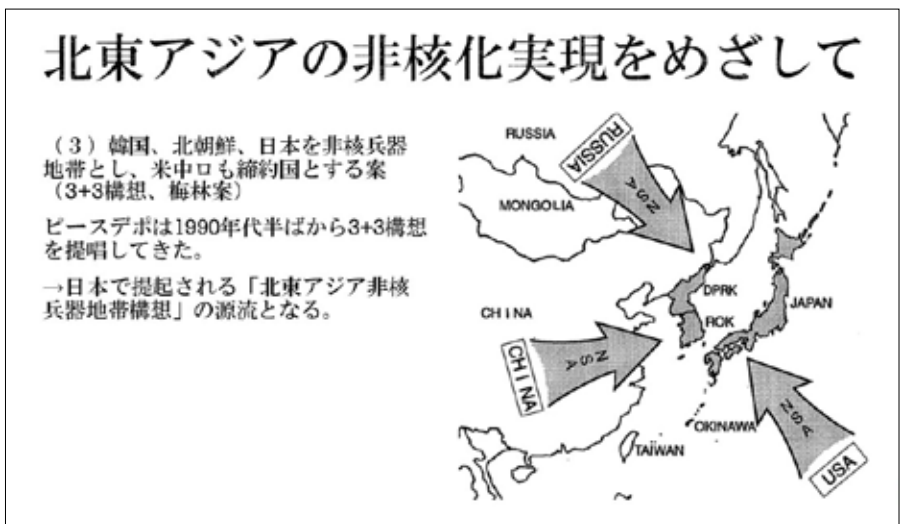 北東アジアの非核化実現をめざして
（3）韓国、北朝鮮、日本を非核兵器
地帯とし、米中ロも締約国とする案
（3+3構想、梅林案）
ピースデポは1990年代半ばから3+3構想
を提唱してきた。
→日本で提起される「北東アジア非核
兵器地帯構想」の源流となる。
RUSSIA
RUSSIA
NSA
MONGOLIA
DPRK
JAPAN
CHINA
ROK
CHINA
NSA
NSA
OKINAWA
TAÏWAN
USA